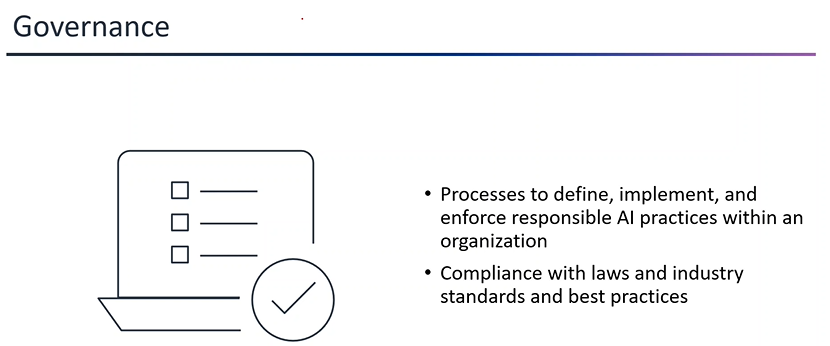 Governance
• Processes to define, implement, and
enforce responsible AI practices within an
organization
• Compliance with laws and industry
standards and best practices